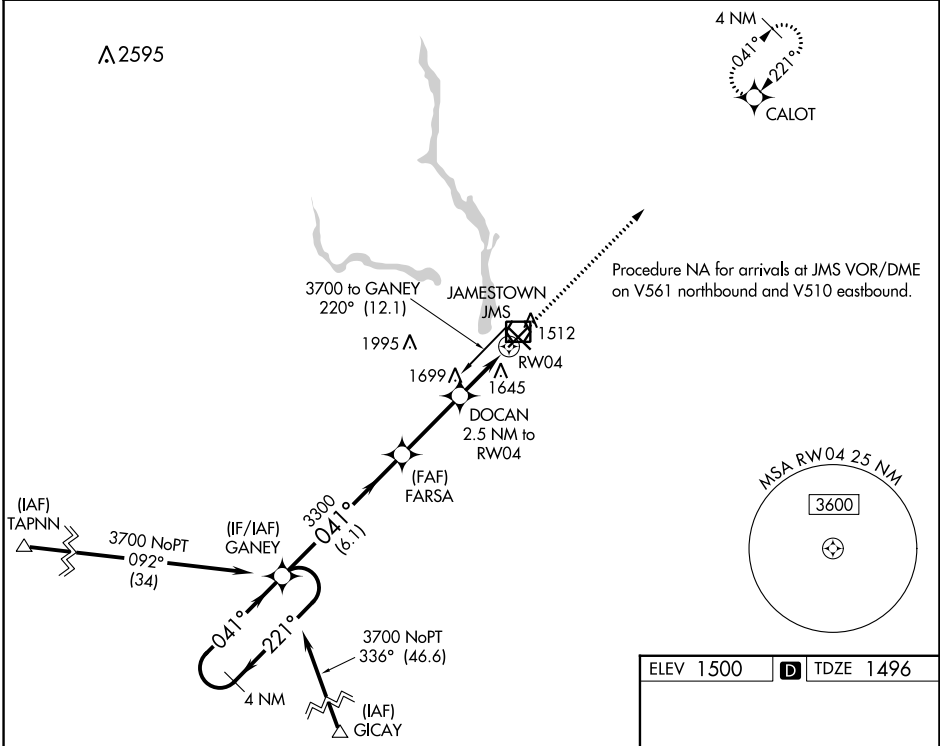 2595
4 NM
041°
221°
CALOT
Procedure NA for arrivals at JMS VOR/DME
on V561 northbound and V510 eastbound.
3700 to GANEY
220° (12.1)
JAMESTOWN
JMS
1512
1995
RW04
1699
1645
DOCAN
2.5 NM to
RW04
(FAF)
FARSA
MSA RW04 25 NM
3600
(IAF)
TAPNN
3700 NoPT
092°
(34)
(IF/IAF)
GANEY
3300
041°
(6.1)
041°
221°
4 NM
3700 NoPT
336° (46.6)
(IAF)
GICAY
ELEV 1500 D TDZE 1496